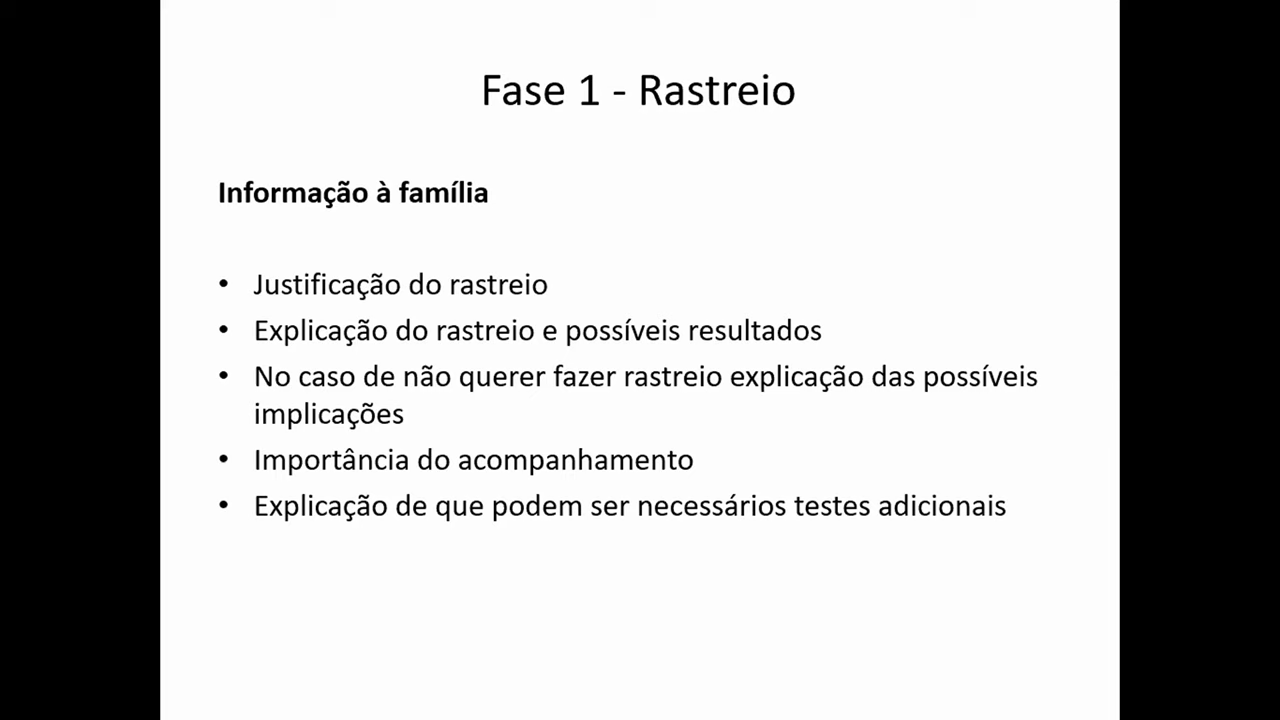 Fase 1 - Rastreio
Informação à família
• Justificação do rastreio
• Explicação do rastreio e possíveis resultados
• No caso de não querer fazer rastreio explicação das possíveis
implicações
• Importância do acompanhamento
• Explicação de que podem ser necessários testes adicionais